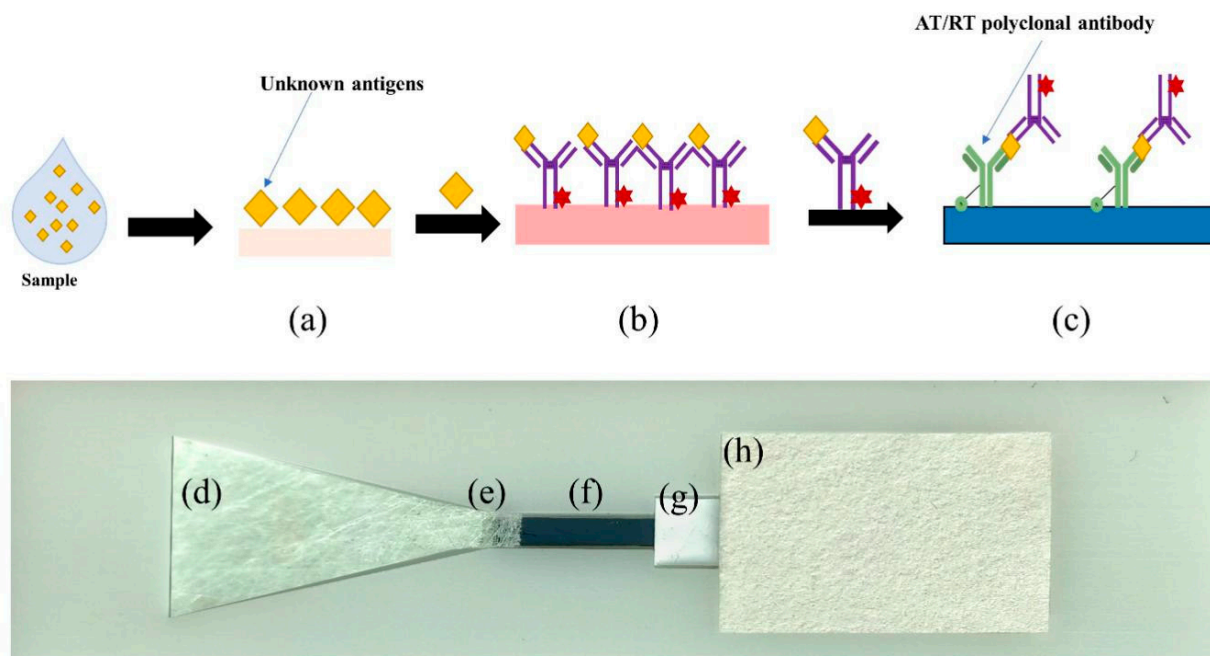 AT/RT polyclonal antibody
Unknown antigens
Sample
(a)
(b)
(c)
(d)
(e)
(f)
(g)
(h)